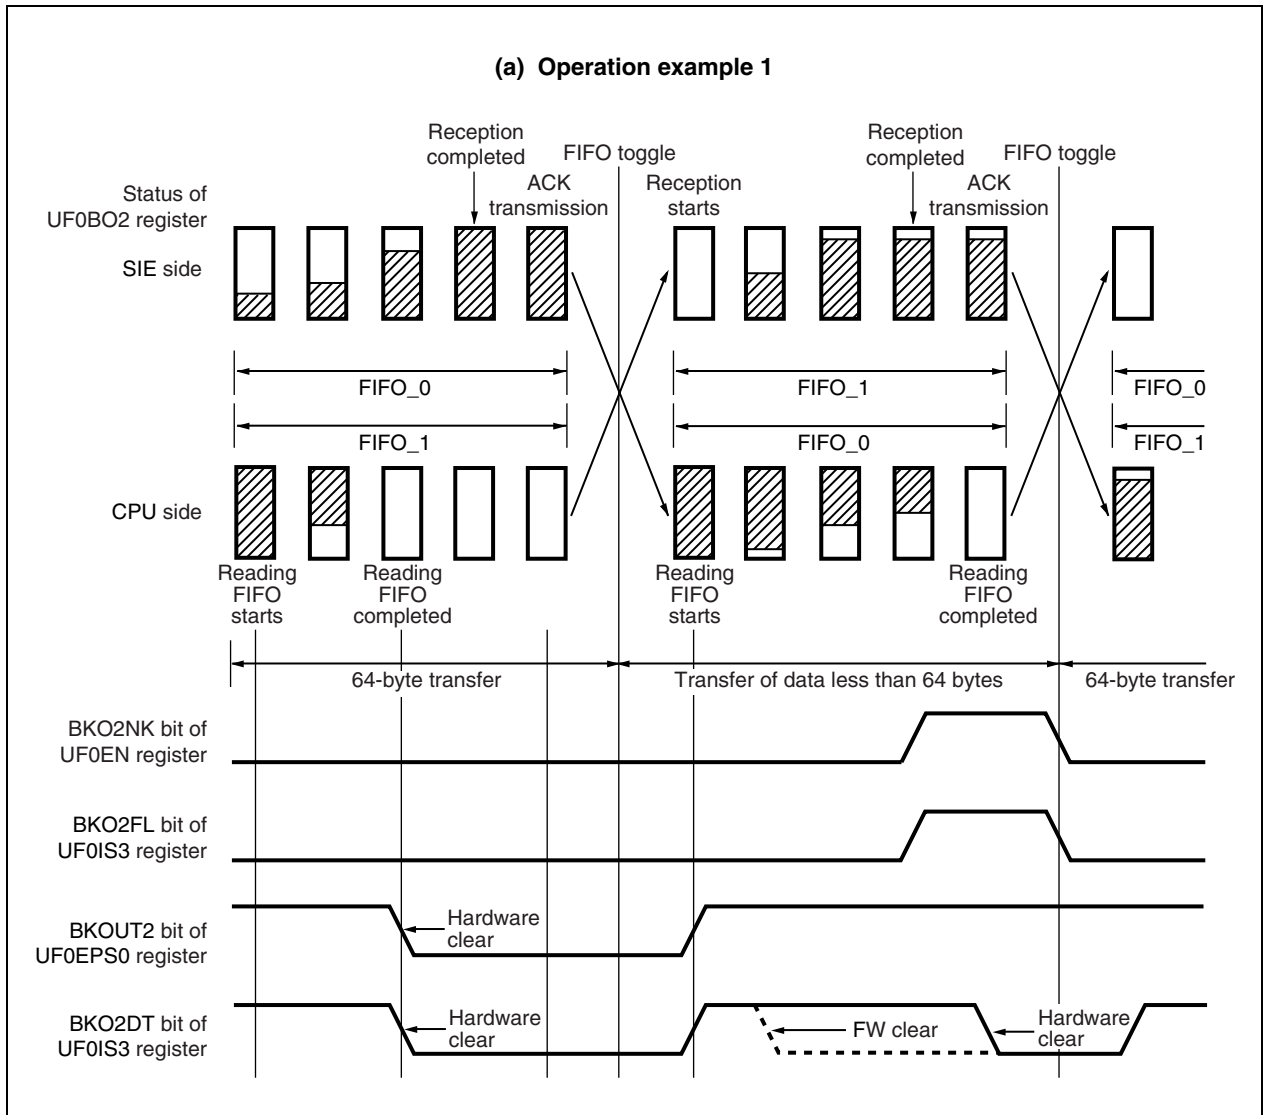 (a) Operation example 1
Reception
completed
FIFO toggle
Reception
completed
FIFO toggle
Status of
UF0BO2 register
ACK
transmission
Reception
starts
ACK
transmission
SIE side
FIFO_0
FIFO_1
FIFO_0
FIFO_1
FIFO_0
FIFO_1
CPU side
Reading
FIFO
starts
Reading
FIFO
completed
Reading
FIFO
starts
Reading
FIFO
completed
64-byte transfer
Transfer of data less than 64 bytes
64-byte transfer
BKO2NK bit of
UF0EN register
BKO2FL bit of
UF0IS3 register
BKOUT2 bit of
UF0EPS0 register
Hardware
clear
BKO2DT bit of
UF0IS3 register
Hardware
clear
FW clear
Hardware
clear